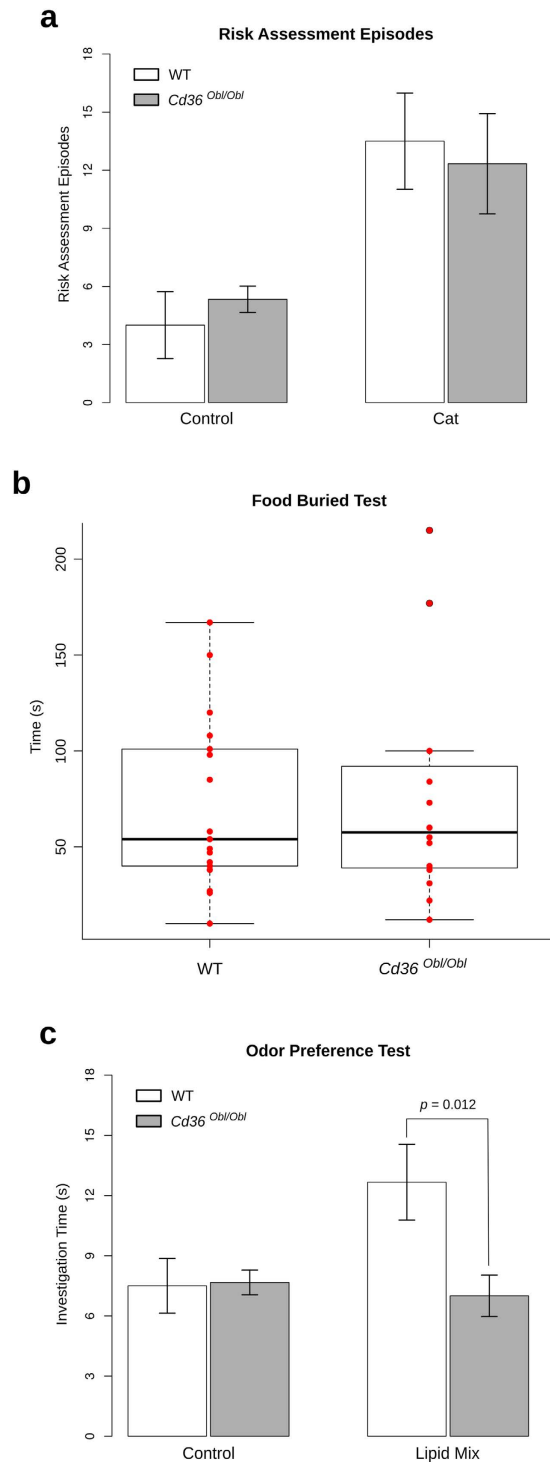 a
Risk Assessment Episodes
18
15
12
9
6
3
0
Risk Assessment Episodes
WT
Cd36 Obl/Obl
Control
Cat
b
Food Buried Test
200
150
100
50
Time (s)
WT
Cd36 Obl/Obl
c
Odor Preference Test
18
15
12
9
6
3
0
Investigation Time (s)
WT
Cd36 Obl/Obl
p = 0.012
Control
Lipid Mix